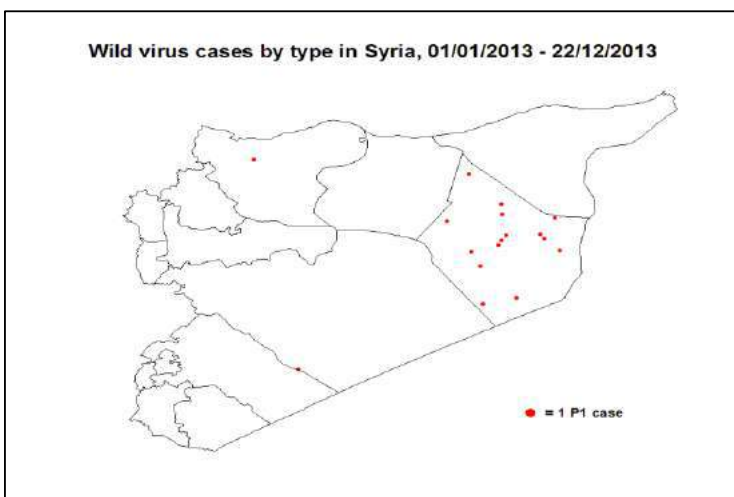 Wild virus cases by type in Syria, 01/01/2013 - 22/12/2013
= 1 P1 case